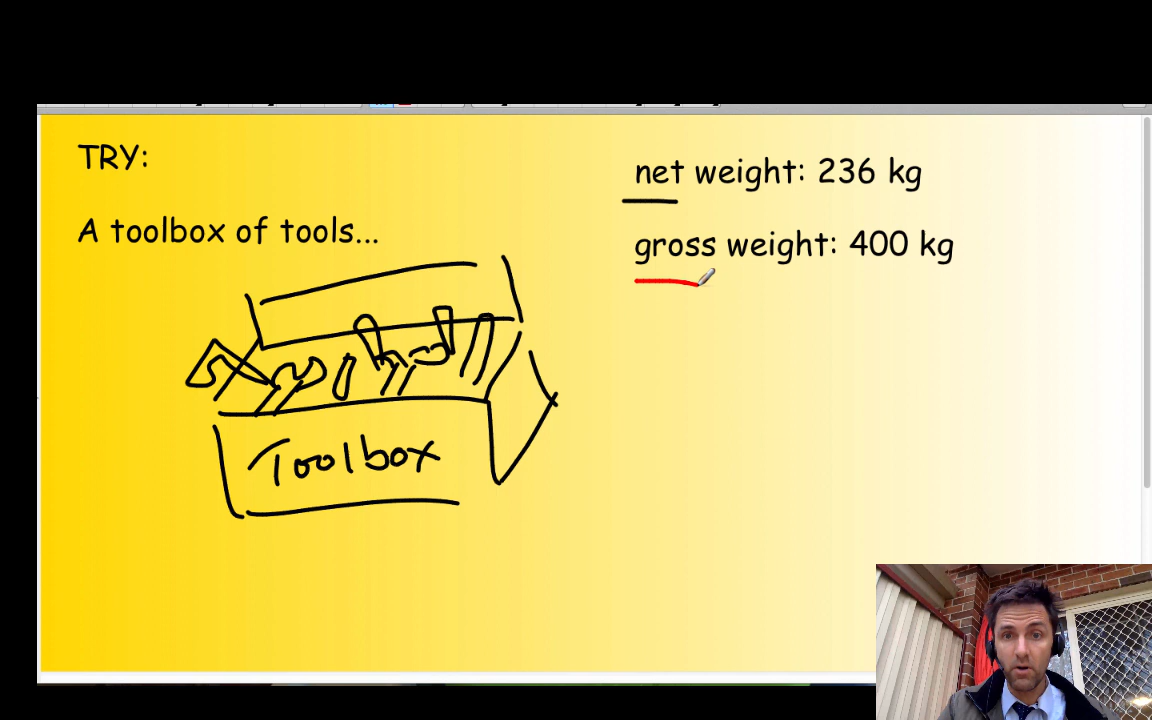 TRY:
A toolbox of tools...
net weight: 236 kg
gross weight: 400 kg
Toolbox